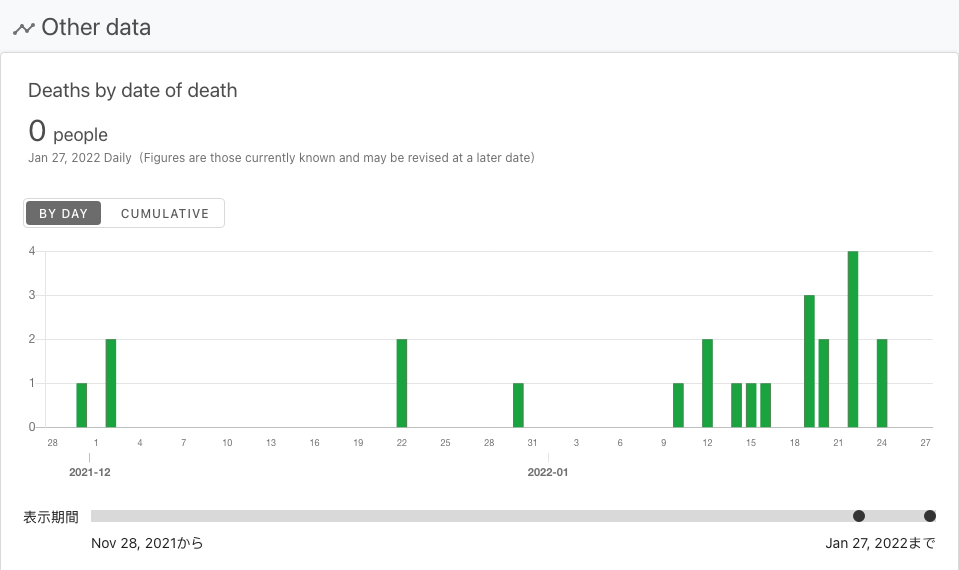 Other data
Deaths by date of death
0 people
Jan 27, 2022 Daily (Figures are those currently known and may be revised at a later date)
BY DAY CUMULATIVE
4
3
2
1
0
28 1 4 7 10 13 16 19 22 25 28 31 3 6 9 12 15 18 21 24 27
2021-12 2022-01
表示期間
Nov 28, 2021から Jan 27, 2022まで